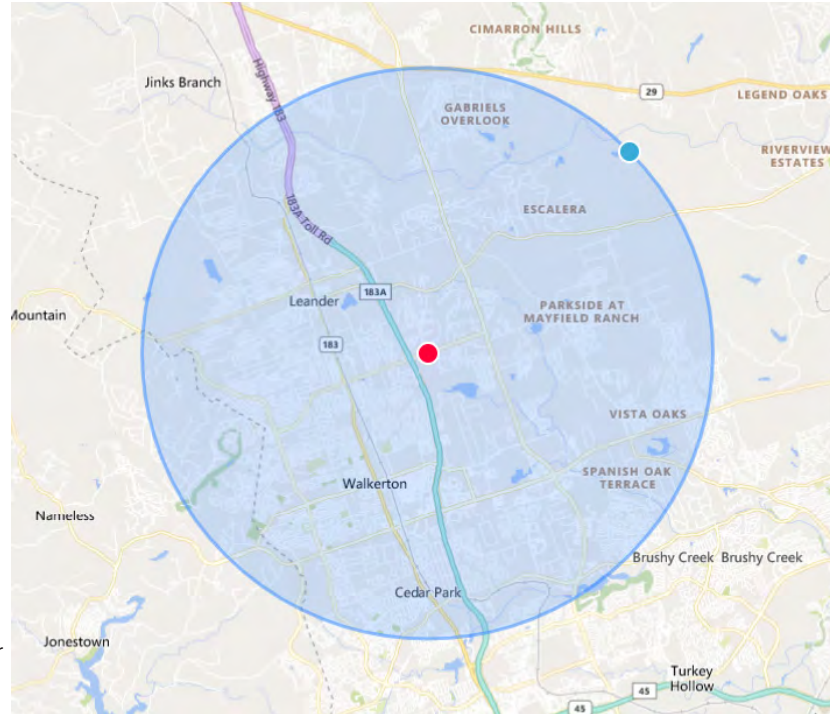 CIMARRON HILLS
Jinks Branch
Highway 183
29
LEGEND OAKS
GABRIELS
OVERLOOK
RIVERVIEW
ESTATES
183A Toll Rd
ESCALERA
183A
Leander
PARKSIDE AT
MAYFIELD RANCH
Mountain
183
VISTA OAKS
Walkerton
SPANISH OAK
TERRACE
Nameless
Brushy Creek Brushy Creek
Cedar Park
Jonestown
Turkey
Hollow
45
45